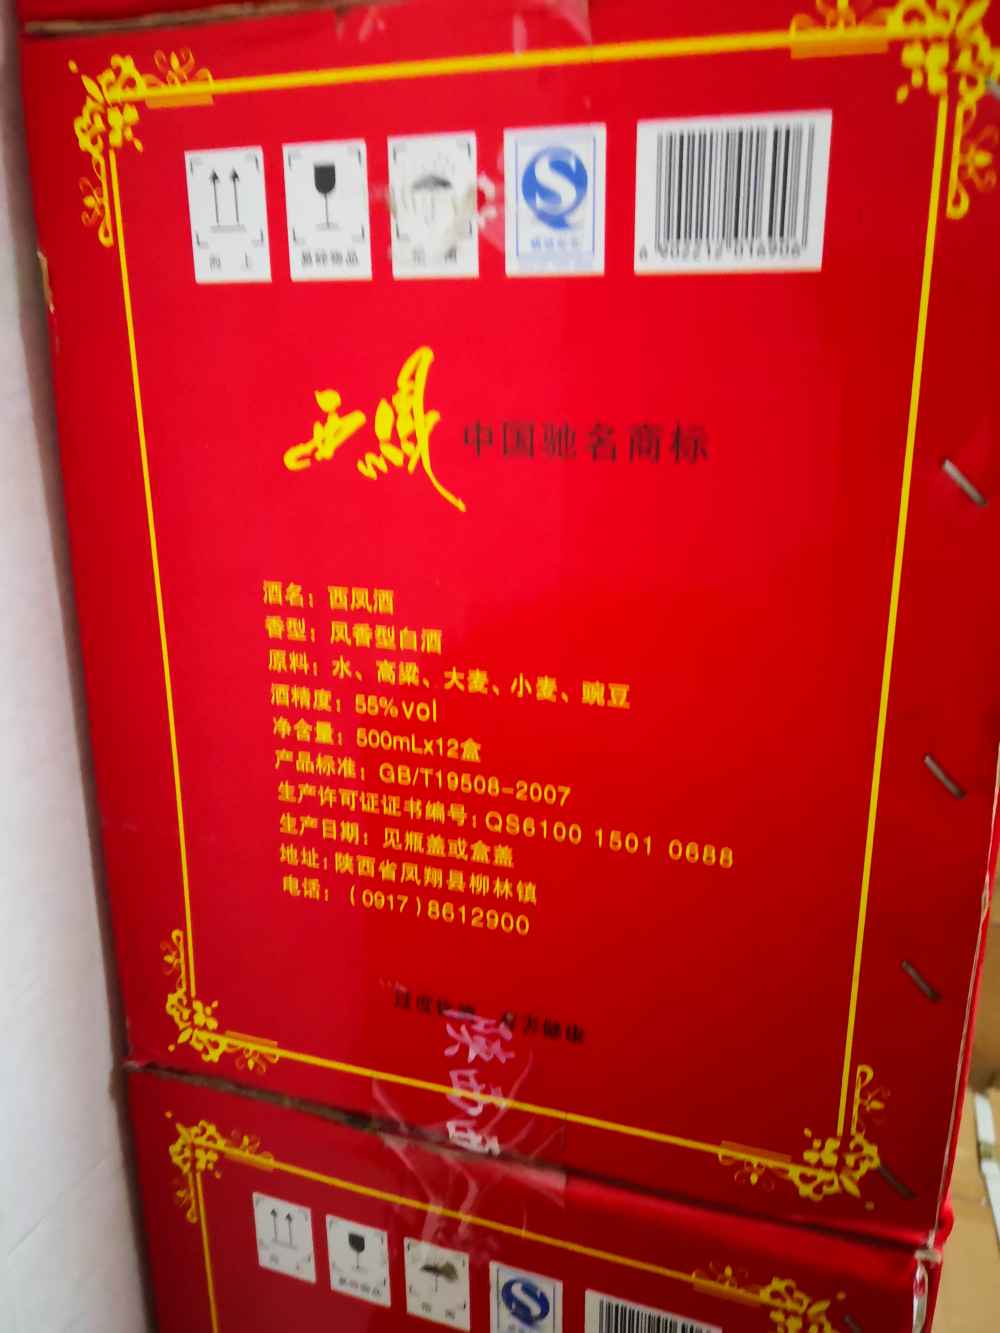 向 上
易碎物品
西鳳 中国驰名商标
酒名：西凤酒
香型：凤香型白酒
原料：水、高粱、大麦、小麦、豌豆
酒精度：55%vol
净含量：500mLx12盒
产品标准：GB/T19508-2007
生产许可证证书编号：QS6100 1501 0688
生产日期：见瓶盖或盒盖
地址：陕西省凤翔县柳林镇
电话：（0917）8612900